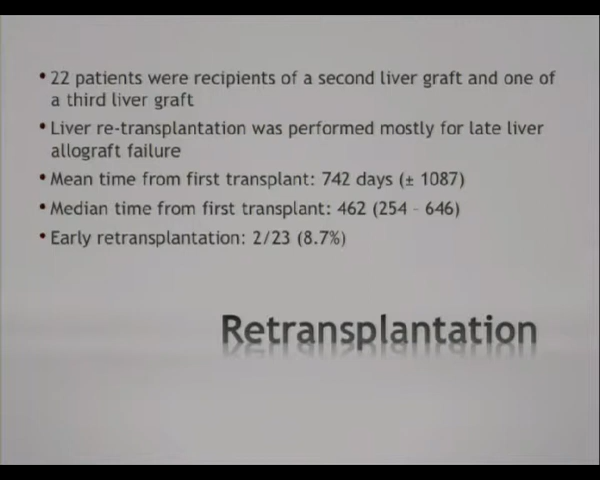 • 22 patients were recipients of a second liver graft and one of
a third liver graft
• Liver re-transplantation was performed mostly for late liver
allograft failure
• Mean time from first transplant: 742 days (± 1087)
• Median time from first transplant: 462 (254 – 646)
• Early retransplantation: 2/23 (8.7%)
Retransplantation